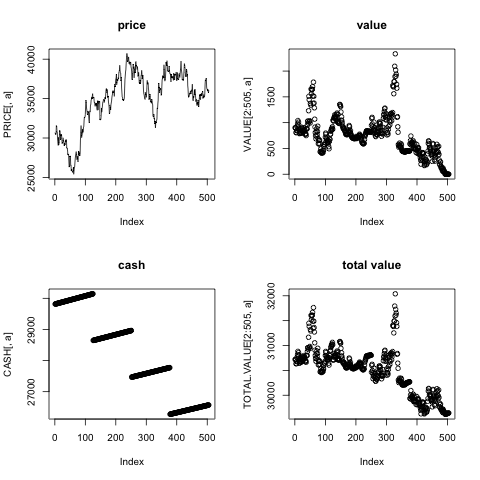 price
PRICE[, a]
25000 30000 35000 40000
0 100 200 300 400 500
Index
value
VALUE[2:505, a]
0 500 1500
0 100 200 300 400 500
Index
cash
CASH[, a]
27000 29000
0 100 200 300 400 500
Index
total value
TOTAL.VALUE[2:505, a]
30000 31000 32000
0 100 200 300 400 500
Index